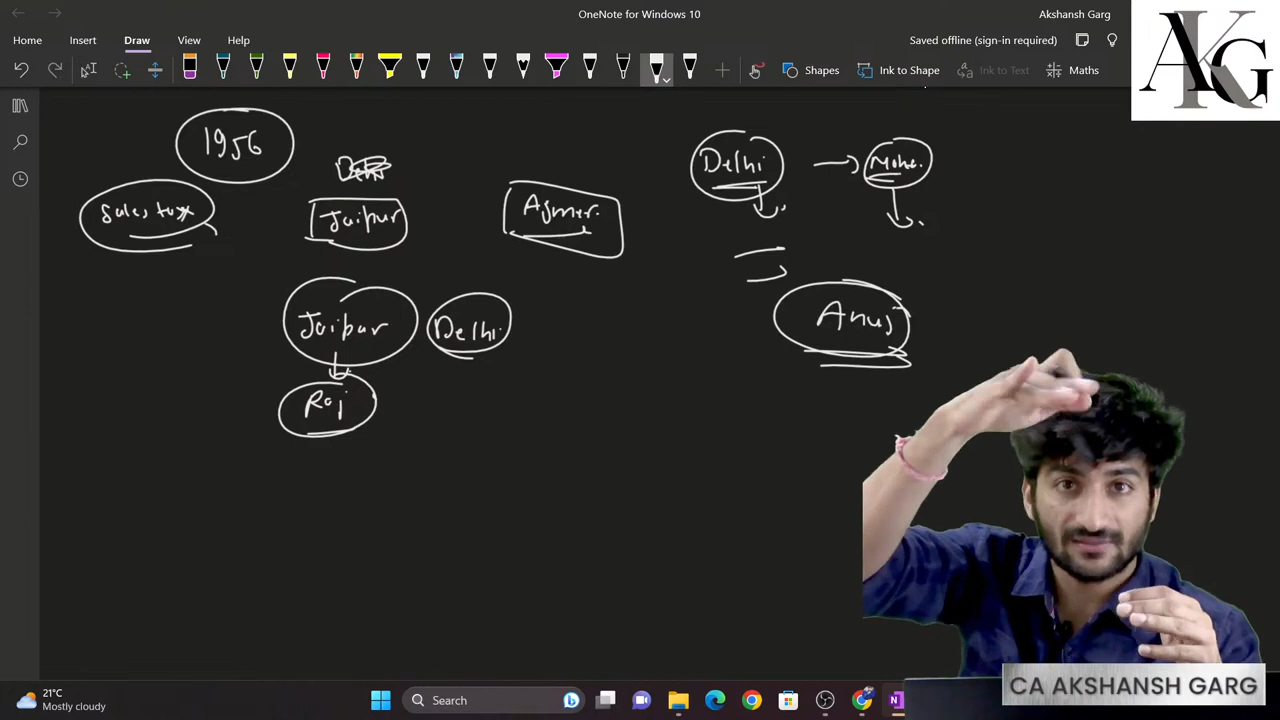 OneNote for Windows 10
Akshansh Garg
Home Insert Draw View Help
Saved offline (sign-in required)
Shapes
Ink to Shape
Ink to Text
Maths
AKG
1956
Sales tax
Jaipur
Ajmer
Delhi
Jaipur
Delhi
Raj
Anuj
CA AKSHANSH GARG
21°C
Mostly cloudy
Search